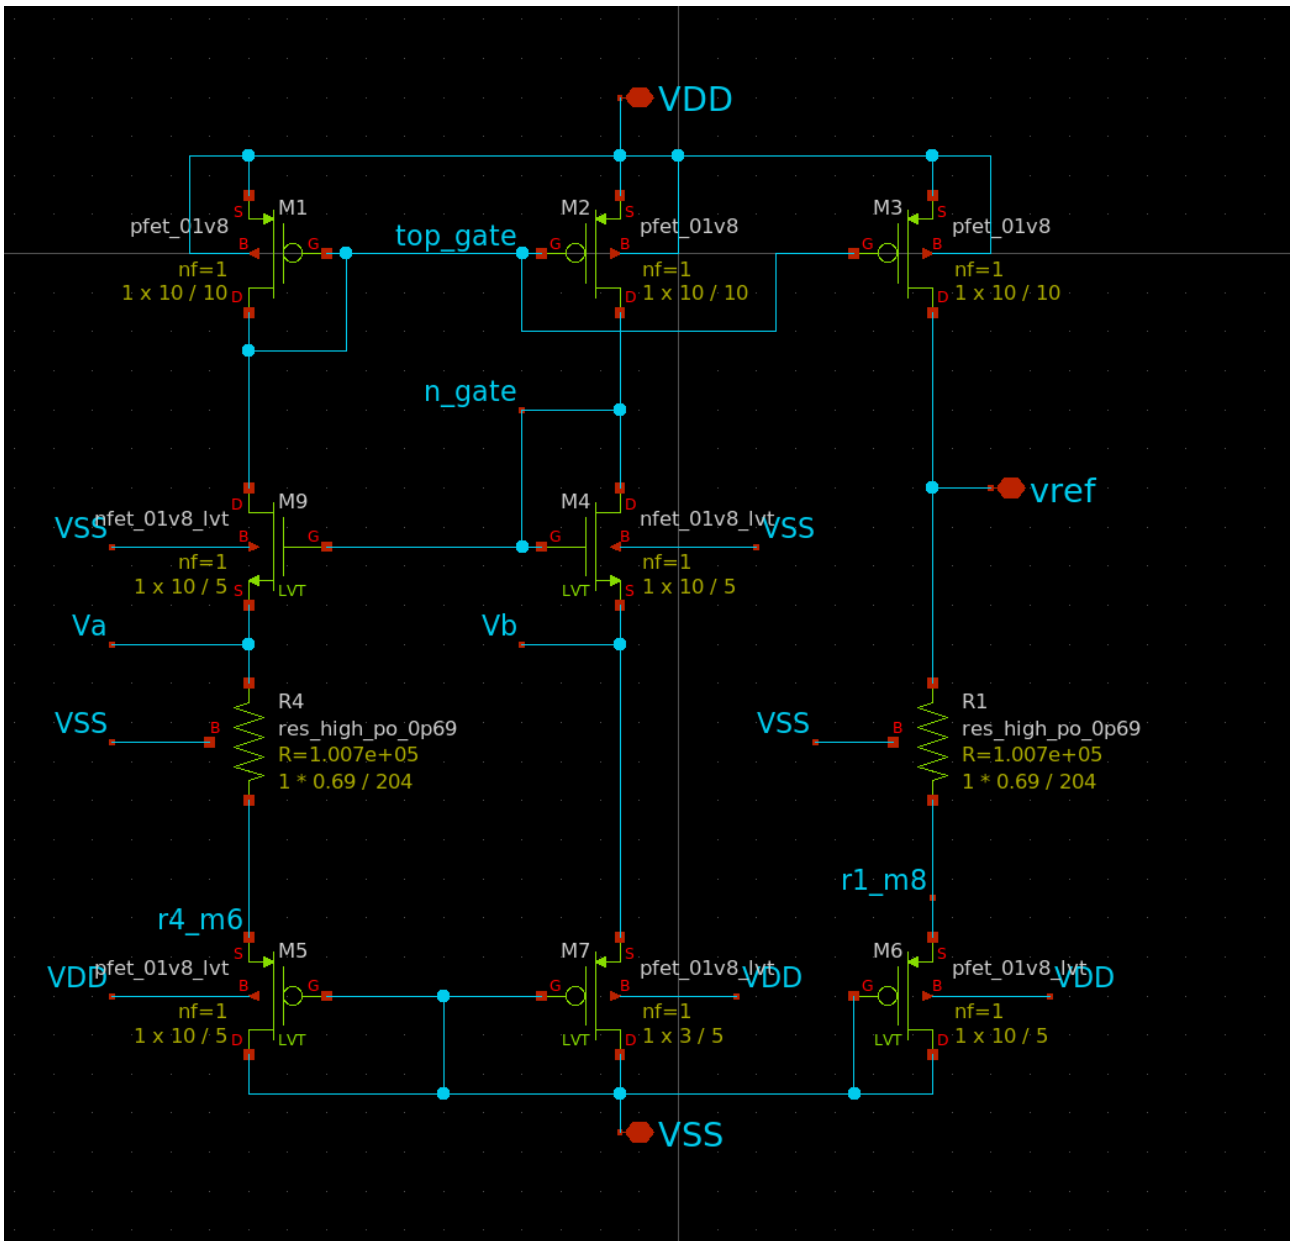 VDD
S
M1
pfet_01v8
B
G
nf=1
1 x 10 / 10
D
top_gate
M2
S
pfet_01v8
G
B
nf=1
1 x 10 / 10
D
M3
S
pfet_01v8
G
B
nf=1
1 x 10 / 10
D
n_gate
D
M9
VSS
nfet_01v8_lvt
B
G
nf=1
1 x 10 / 5
S
LVT
M4
D
nfet_01v8_lvt
VSS
G
B
nf=1
1 x 10 / 5
LVT
S
vref
Va
Vb
R4
VSS
B
res_high_po_0p69
R=1.007e+05
1 * 0.69 / 204
R1
VSS
B
res_high_po_0p69
R=1.007e+05
1 * 0.69 / 204
r1_m8
r4_m6
S
M5
VDD
pfet_01v8_lvt
B
G
nf=1
1 x 10 / 5
D
LVT
M7
S
pfet_01v8_lvt
VDD
G
B
nf=1
1 x 3 / 5
LVT
D
M6
S
pfet_01v8_lvt
VDD
G
B
nf=1
1 x 10 / 5
LVT
D
VSS